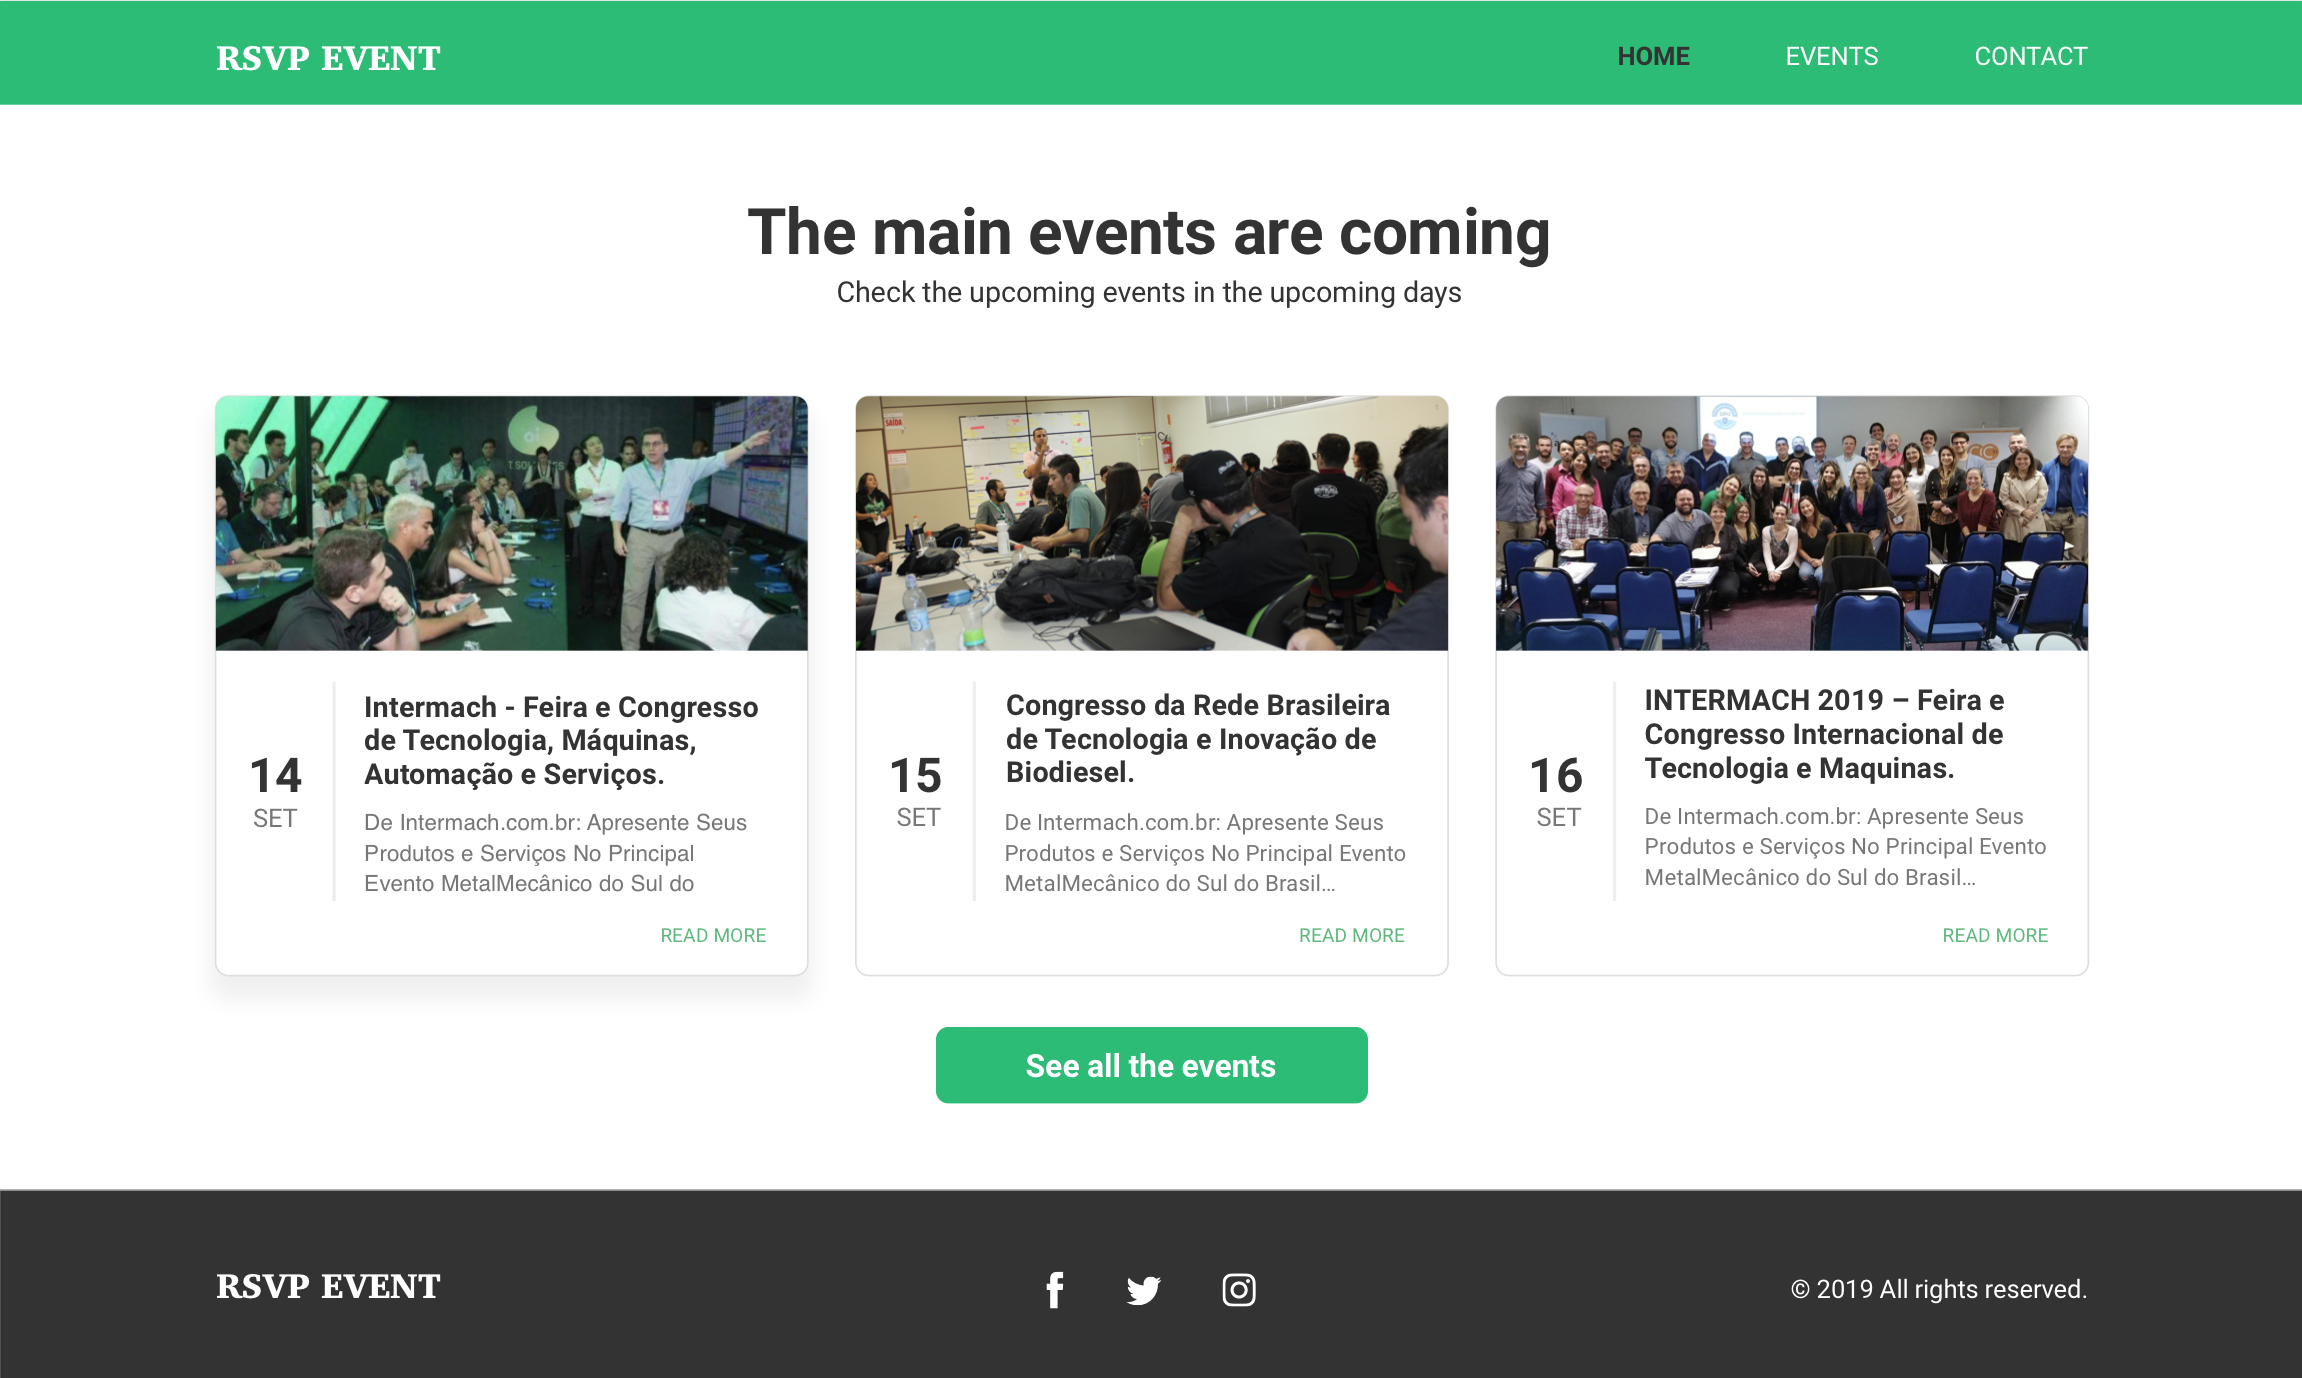 RSVP EVENT
HOME
EVENTS
CONTACT
The main events are coming
Check the upcoming events in the upcoming days
ai
SAÍDA
14
SET
Intermach - Feira e Congresso
de Tecnologia, Máquinas,
Automação e Serviços.
De Intermach.com.br: Apresente Seus
Produtos e Serviços No Principal
Evento MetalMecânico do Sul do
READ MORE
15
SET
Congresso da Rede Brasileira
de Tecnologia e Inovação de
Biodiesel.
De Intermach.com.br: Apresente Seus
Produtos e Serviços No Principal Evento
MetalMecânico do Sul do Brasil...
READ MORE
16
SET
INTERMACH 2019 – Feira e
Congresso Internacional de
Tecnologia e Maquinas.
De Intermach.com.br: Apresente Seus
Produtos e Serviços No Principal Evento
MetalMecânico do Sul do Brasil...
READ MORE
See all the events
RSVP EVENT
© 2019 All rights reserved.